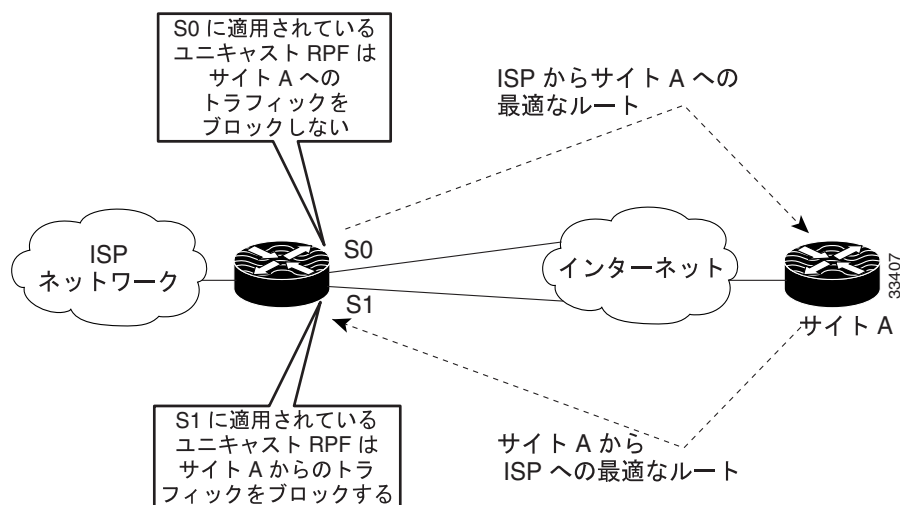 S0 に適用されている
ユニキャスト RPF は
サイト A への
トラフィックを
ブロックしない
ISP からサイト A への
最適なルート
ISP
ネットワーク
S0
S1
インターネット
サイト A
33407
S1 に適用されている
ユニキャスト RPF は
サイト A からのトラ
フィックをブロックする
サイト A から
ISP への最適なルート